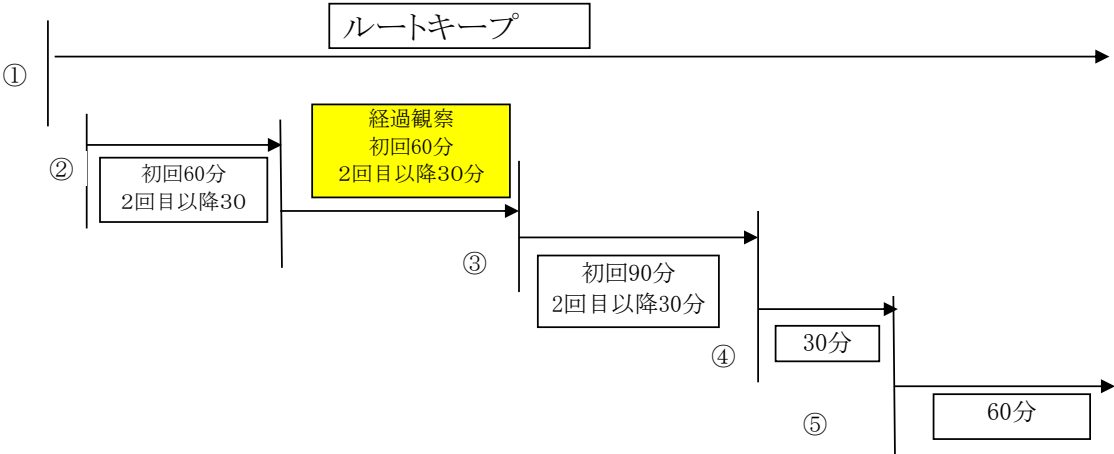 ルートキープ
①
経過観察
初回60分
2回目以降30分
②
初回60分
2回目以降30
③
初回90分
2回目以降30分
④
30分
⑤
60分